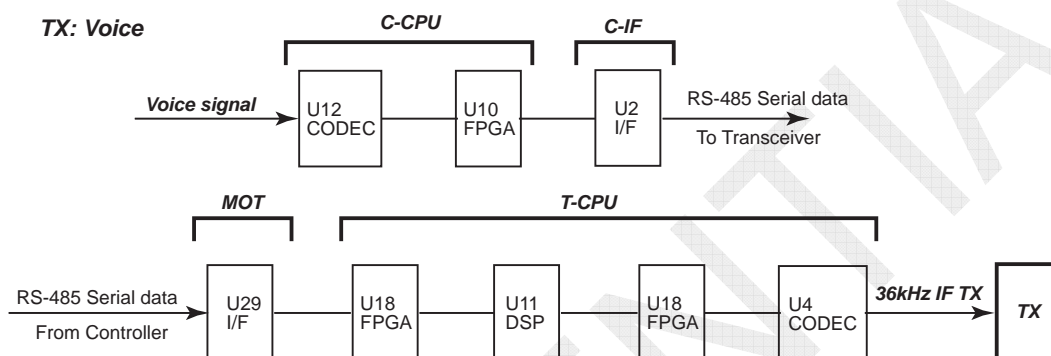 TX: Voice
C-CPU
C-IF
Voice signal
U12
CODEC
U10
FPGA
U2
I/F
RS-485 Serial data
To Transceiver
MOT
T-CPU
RS-485 Serial data
From Controller
U29
I/F
U18
FPGA
U11
DSP
U18
FPGA
U4
CODEC
36kHz IF TX
TX